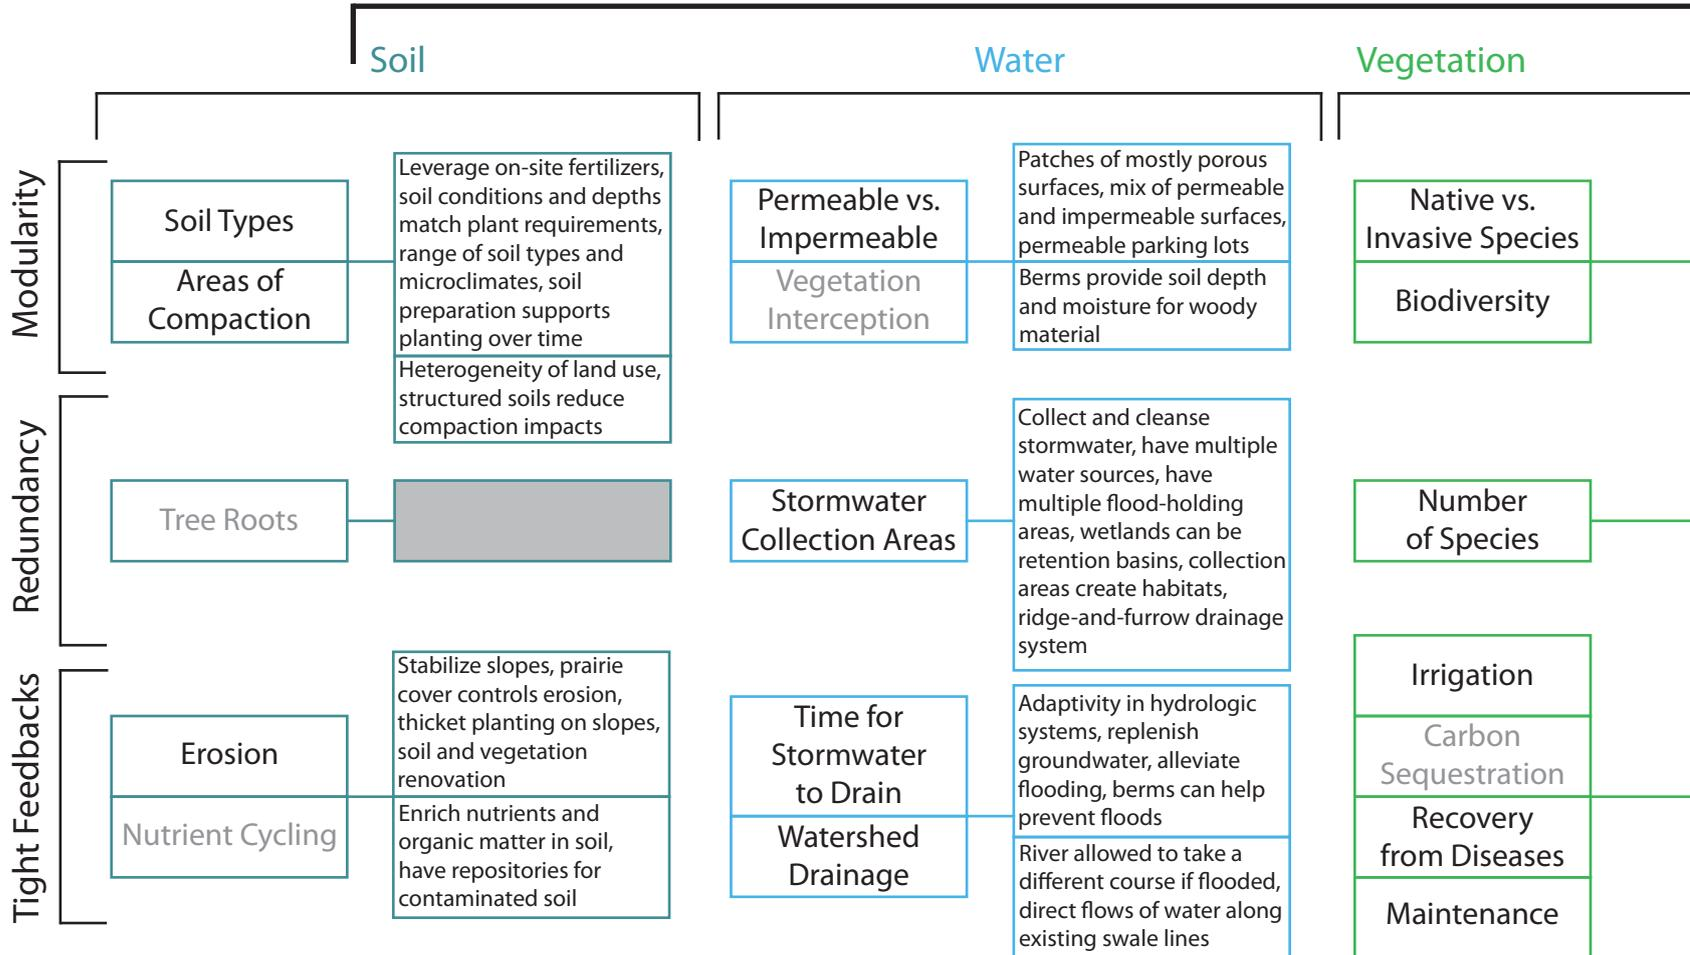 Soil
Water
Vegetation
Modularity
Soil Types
Areas of
Compaction
Leverage on-site fertilizers,
soil conditions and depths
match plant requirements,
range of soil types and
microclimates, soil
preparation supports
planting over time
Heterogeneity of land use,
structured soils reduce
compaction impacts
Permeable vs.
Impermeable
Vegetation
Interception
Patches of mostly porous
surfaces, mix of permeable
and impermeable surfaces,
permeable parking lots
Berms provide soil depth
and moisture for woody
material
Native vs.
Invasive Species
Biodiversity
Redundancy
Tree Roots
Stormwater
Collection Areas
Collect and cleanse
stormwater, have multiple
water sources, have
multiple flood-holding
areas, wetlands can be
retention basins, collection
areas create habitats,
ridge-and-furrow drainage
system
Number
of Species
Tight Feedbacks
Erosion
Nutrient Cycling
Stabilize slopes, prairie
cover controls erosion,
thicket planting on slopes,
soil and vegetation
renovation
Enrich nutrients and
organic matter in soil,
have repositories for
contaminated soil
Time for
Stormwater
to Drain
Watershed
Drainage
Adaptivity in hydrologic
systems, replenish
groundwater, alleviate
flooding, berms can help
prevent floods
River allowed to take a
different course if flooded,
direct flows of water along
existing swale lines
Irrigation
Carbon
Sequestration
Recovery
from Diseases
Maintenance